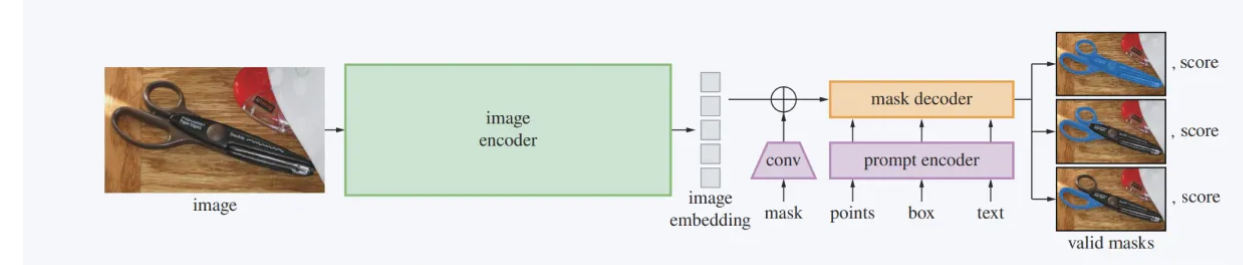 image
image
encoder
image
embedding
conv
mask
mask decoder
prompt encoder
points
box
text
, score
, score
, score
valid masks